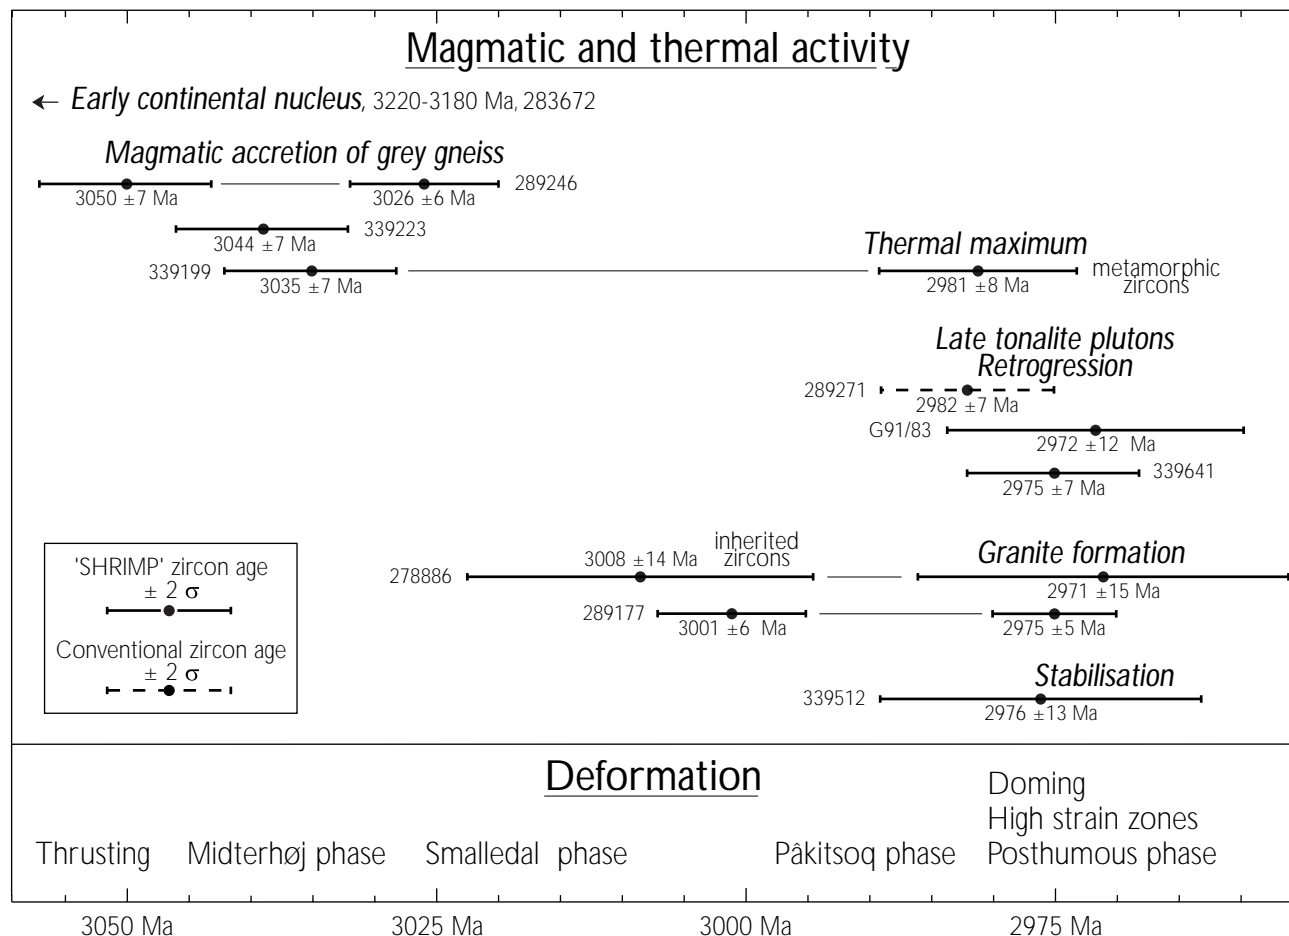 Magmatic and thermal activity
← Early continental nucleus, 3220-3180 Ma, 283672
Magmatic accretion of grey gneiss
3050 ±7 Ma
3026 ±6 Ma
289246
3044 ±7 Ma
339223
Thermal maximum
339199
3035 ±7 Ma
2981 ±8 Ma
metamorphic
zircons
Late tonalite plutons
Retrogression
289271
2982 ±7 Ma
G91/83
2972 ±12 Ma
2975 ±7 Ma
339641
inherited
zircons
Granite formation
278886
3008 ±14 Ma
2971 ±15 Ma
289177
3001 ±6 Ma
2975 ±5 Ma
Stabilisation
339512
2976 ±13 Ma
'SHRIMP' zircon age
± 2 σ
Conventional zircon age
± 2 σ
Deformation
Doming
High strain zones
Thrusting Midterhøj phase Smalledal phase Pâkitsoq phase Posthumous phase
3050 Ma 3025 Ma 3000 Ma 2975 Ma